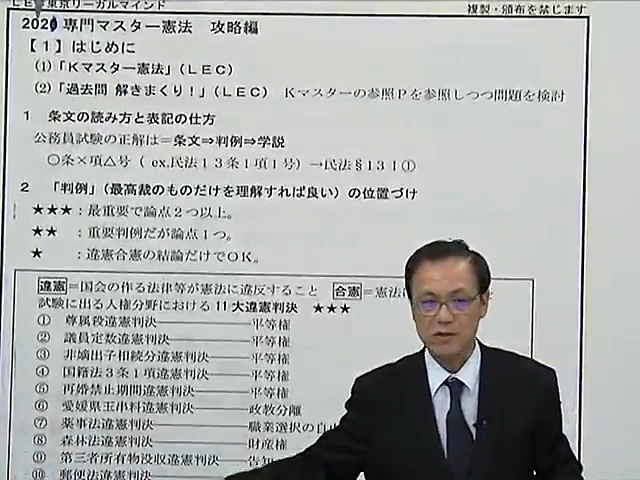 東京リーガルマインド
複製・頒布を禁じます
専門マスター憲法 攻略編
【1】はじめに
(1)「Kマスター憲法」(LEC)
(2)「過去問 解きまくり!」(LEC) Kマスターの参照Pを参照しつつ問題を検討
1 条文の読み方と表記の仕方
公務員試験の正解は=条文⇒判例⇒学説
○条×項△号( ex.民法13条1項1号)→民法§13Ⅰ①
2 「判例」(最高裁のものだけを理解すれば良い)の位置づけ
★★★:最重要で論点2つ以上。
★★ :重要判例だが論点1つ。
★ :違憲合憲の結論だけでOK。
違憲=国会の作る法律等が憲法に違反すること 合憲=憲法
試験に出る人権分野における11大違憲判決 ★★★
① 尊属殺違憲判決――平等権
② 議員定数違憲判決――平等権
③ 非嫡出子相続分違憲判決――平等権
④ 国籍法3条1項違憲判決――平等権
⑤ 再婚禁止期間違憲判決――平等権
⑥ 愛媛県玉串料違憲判決――政教分離
⑦ 薬事法違憲判決――職業選択の自
⑧ 森林法違憲判決――財産権
⑨ 第三者所有物没収違憲判決――告知
⑩ 郵便法違憲判決